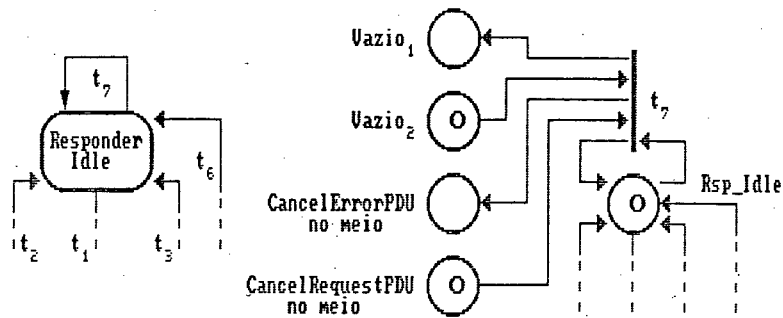 t₇
Responder
Idle
t₆
t₂
t₁
t₃
Vazio₁
Vazio₂
CancelErrorPDU
no meio
CancelRequestPDU
no meio
t₇
Rsp_Idle
O
O
O